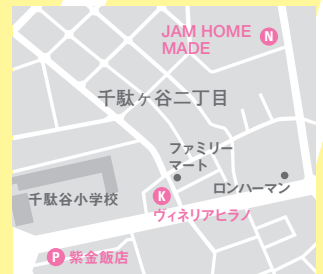 JAM HOME
MADE
N
千駄ヶ谷二丁目
ファミリー
マート
千駄谷小学校
K
ロンハーマン
ヴィネリアヒラノ
P 紫金飯店